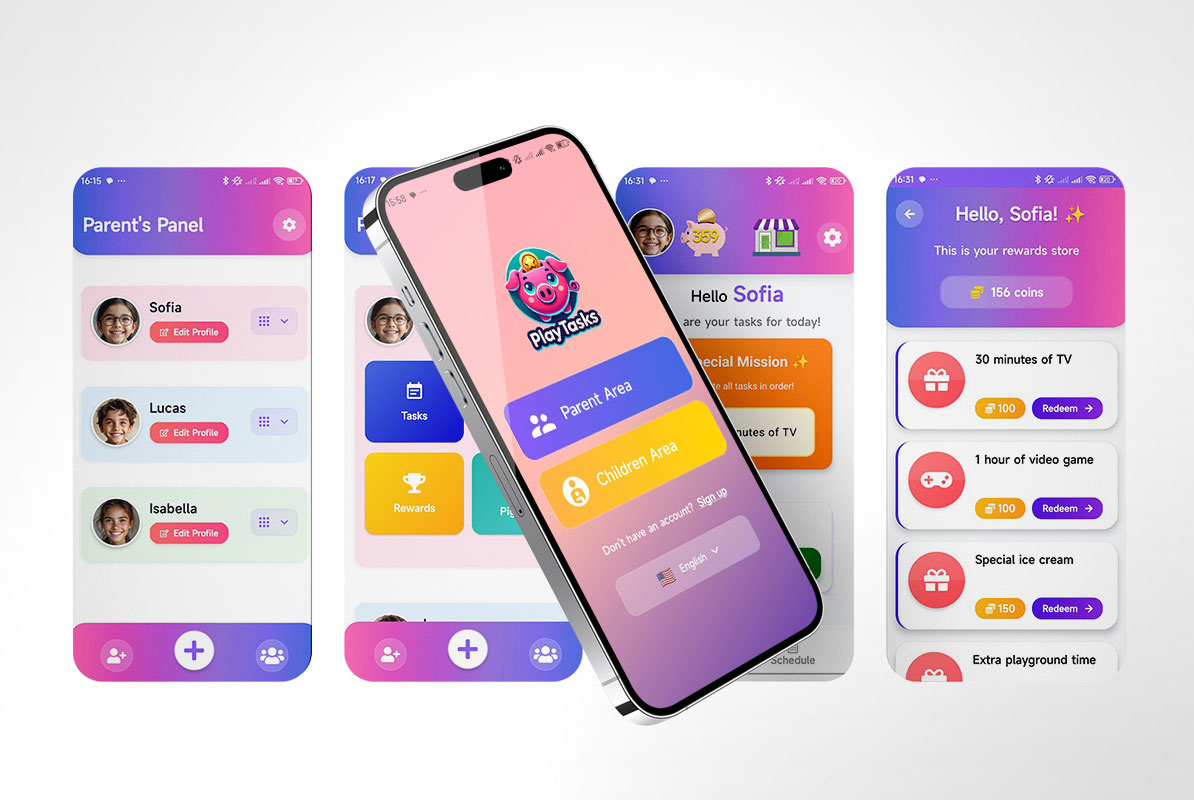 16:15
Parent's Panel
Sofia
Edit Profile
Lucas
Edit Profile
Isabella
Edit Profile
16:17
P
Tasks
Rewards
Pig
15:58
PlayTasks
Parent Area
Children Area
Don't have an account? Sign up
English
16:31
359
Hello Sofia
are your tasks for today!
ecial Mission
te all tasks in order!
nutes of TV
Schedule
16:31
Hello, Sofia!
This is your rewards store
156 coins
30 minutes of TV
100 Redeem
1 hour of video game
100 Redeem
Special ice cream
150 Redeem
Extra playground time